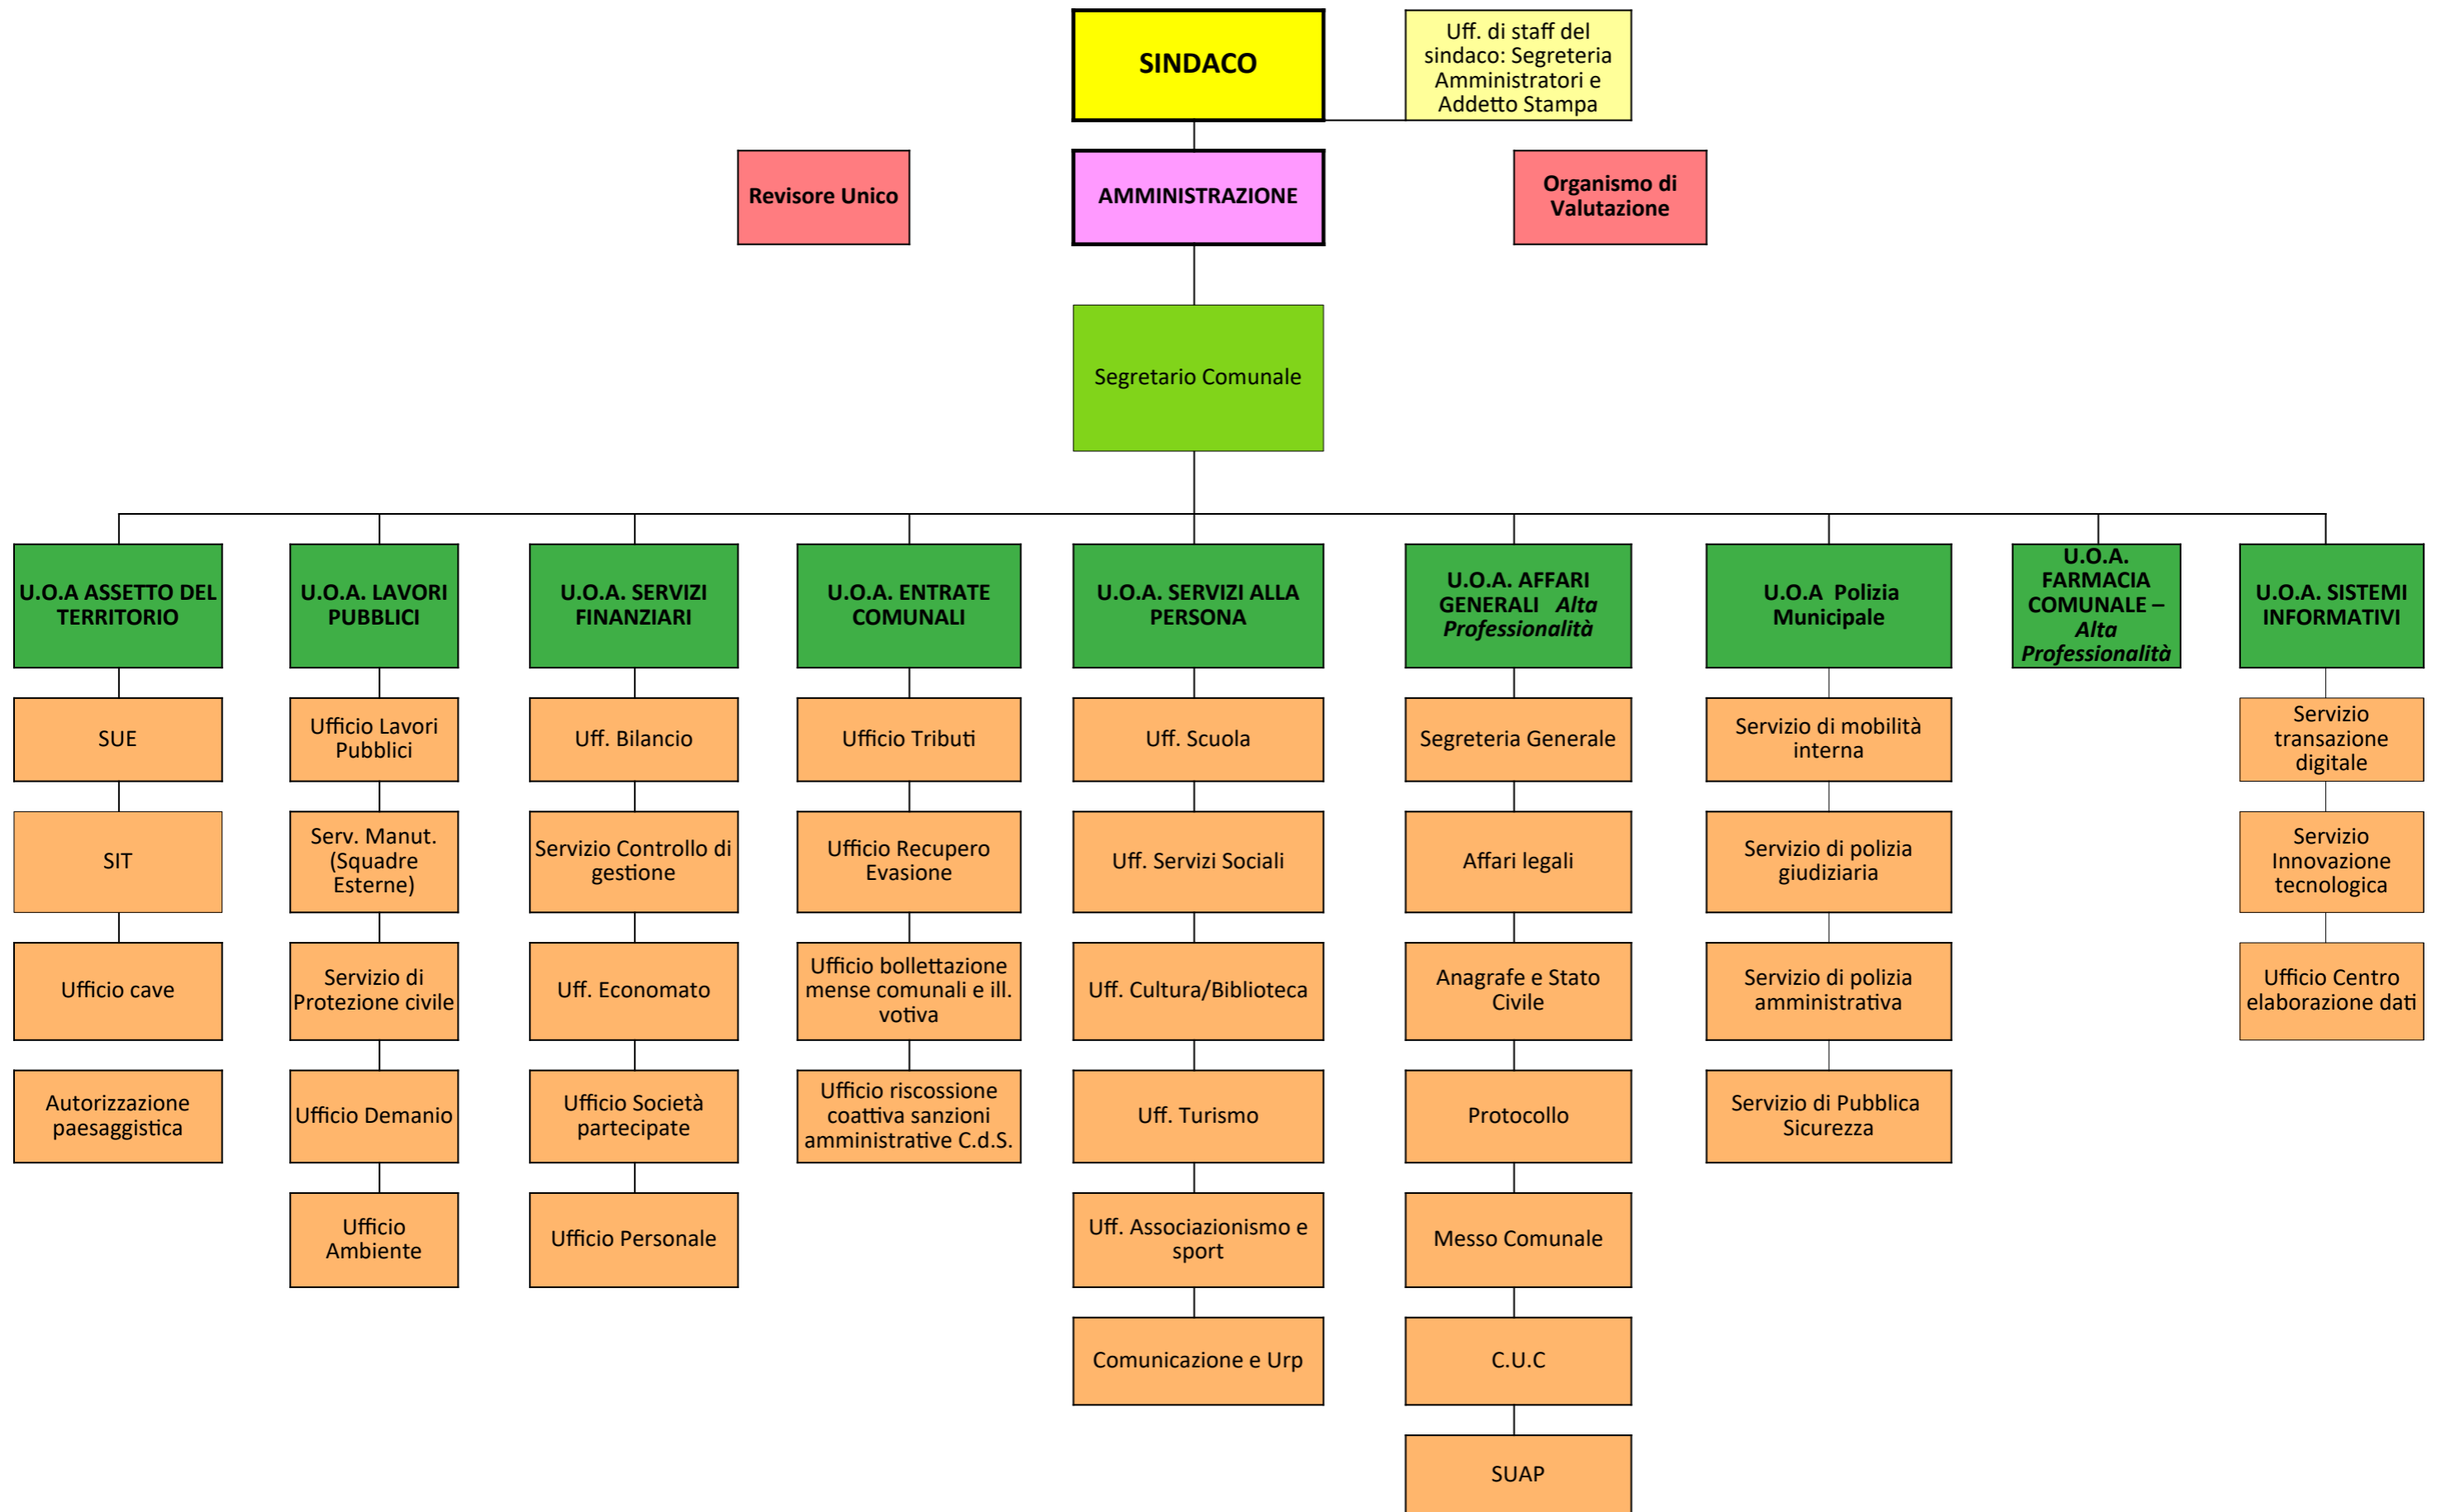 SINDACO
Uff. di staff del
sindaco: Segreteria
Amministratori e
Addetto Stampa
Revisore Unico
AMMINISTRAZIONE
Organismo di
Valutazione
Segretario Comunale
U.O.A ASSETTO DEL
TERRITORIO
U.O.A. LAVORI
PUBBLICI
U.O.A. SERVIZI
FINANZIARI
U.O.A. ENTRATE
COMUNALI
U.O.A. SERVIZI ALLA
PERSONA
U.O.A. AFFARI
GENERALI Alta
Professionalità
U.O.A Polizia
Municipale
U.O.A.
FARMACIA
COMUNALE –
Alta
Professionalità
U.O.A. SISTEMI
INFORMATIVI
SUE
Ufficio Lavori
Pubblici
Uff. Bilancio
Ufficio Tributi
Uff. Scuola
Segreteria Generale
Servizio di mobilità
interna
Servizio
transazione
digitale
SIT
Serv. Manut.
(Squadre
Esterne)
Servizio Controllo di
gestione
Ufficio Recupero
Evasione
Uff. Servizi Sociali
Affari legali
Servizio di polizia
giudiziaria
Servizio
Innovazione
tecnologica
Ufficio cave
Servizio di
Protezione civile
Uff. Economato
Ufficio bollettazione
mense comunali e ill.
votiva
Uff. Cultura/Biblioteca
Anagrafe e Stato
Civile
Servizio di polizia
amministrativa
Ufficio Centro
elaborazione dati
Autorizzazione
paesaggistica
Ufficio Demanio
Ufficio Società
partecipate
Ufficio riscossione
coattiva sanzioni
amministrative C.d.S.
Uff. Turismo
Protocollo
Servizio di Pubblica
Sicurezza
Ufficio
Ambiente
Ufficio Personale
Uff. Associazionismo e
sport
Messo Comunale
Comunicazione e Urp
C.U.C
SUAP